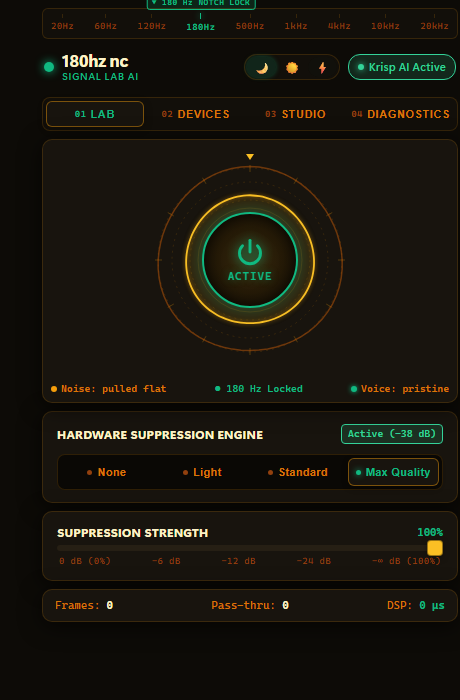 180 Hz NOTCH LOCK
20Hz 60Hz 120Hz 180Hz 500Hz 1kHz 4kHz 10kHz 20kHz
180hz nc
SIGNAL LAB AI
Krisp AI Active
01 LAB 02 DEVICES 03 STUDIO 04 DIAGNOSTICS
ACTIVE
Noise: pulled flat 180 Hz Locked Voice: pristine
HARDWARE SUPPRESSION ENGINE Active (−38 dB)
None Light Standard Max Quality
SUPPRESSION STRENGTH 100%
0 dB (0%) −6 dB −12 dB −24 dB −∞ dB (100%)
Frames: 0 Pass-thru: 0 DSP: 0 µs